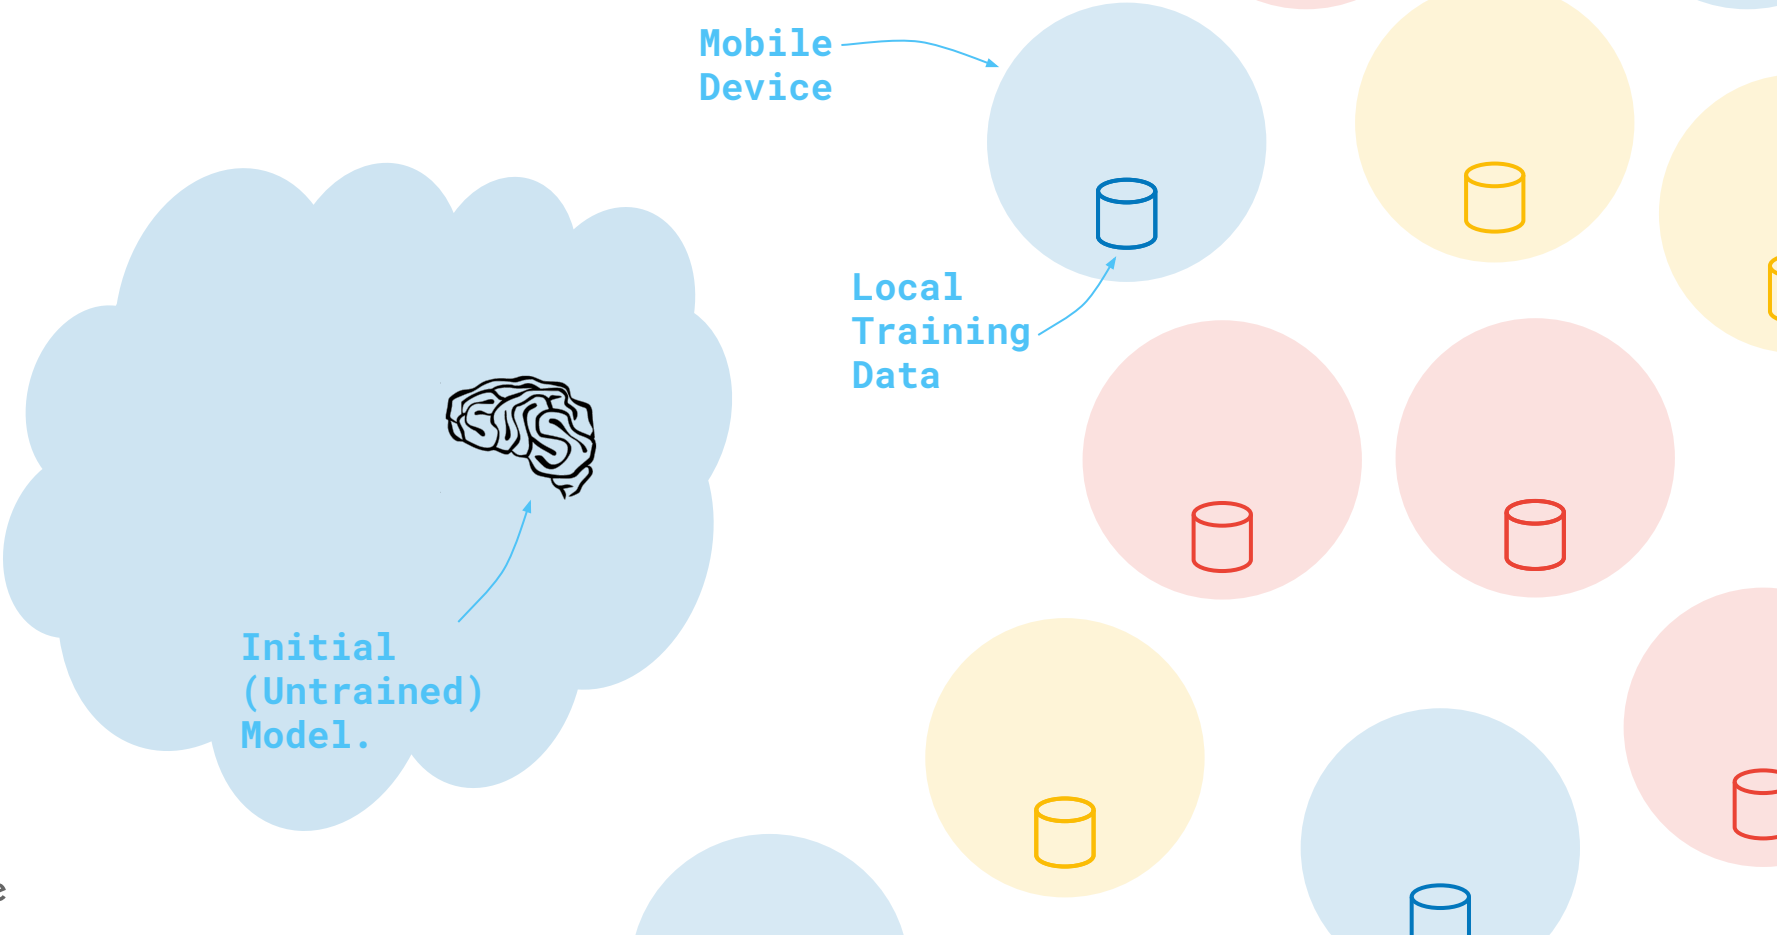 Mobile
Device
Local
Training
Data
Initial
(Untrained)
Model.
e